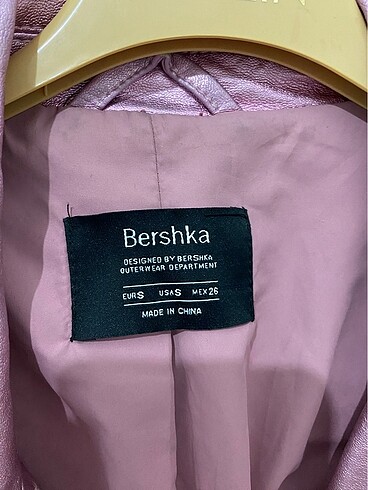 Bershka
DESIGNED BY BERSHKA
OUTERWEAR DEPARTMENT
EUR S USA S MEX 26
MADE IN CHINA